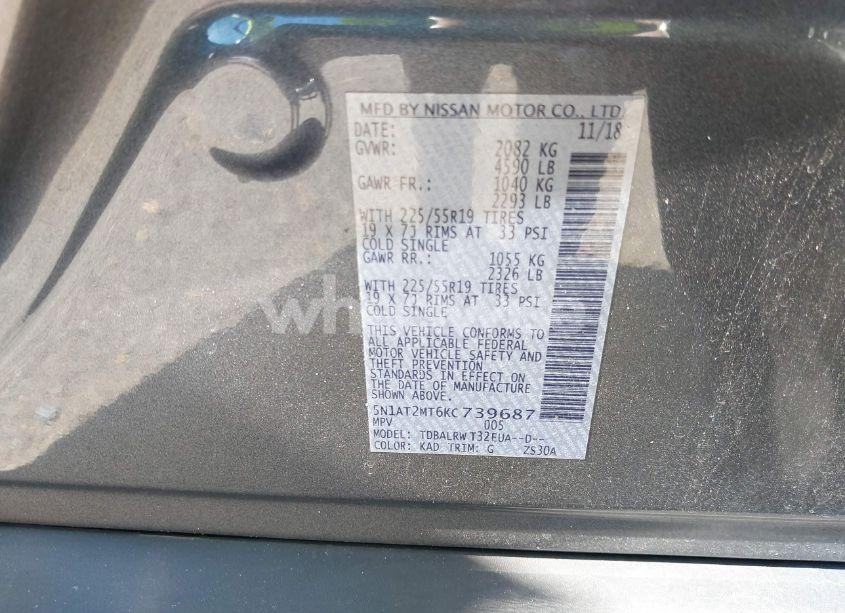 MFD BY NISSAN MOTOR CO., LTD.
DATE: 11/18
GVWR: 2082 KG
4590 LB
GAWR FR.: 1040 KG
2293 LB
WITH 225/55R19 TIRES
19 X 7J RIMS AT 33 PSI
COLD SINGLE
GAWR RR.: 1055 KG
2326 LB
WITH 225/55R19 TIRES
19 X 7J RIMS AT 33 PSI
COLD SINGLE
THIS VEHICLE CONFORMS TO
ALL APPLICABLE FEDERAL
MOTOR VEHICLE SAFETY AND
THEFT PREVENTION
STANDARDS IN EFFECT ON
THE DATE OF MANUFACTURE
SHOWN ABOVE.
5N1AT2MT6KC739687
MPV 005
MODEL: TDBALRW T32EUA--D--
COLOR: KAD TRIM: G ZS30A